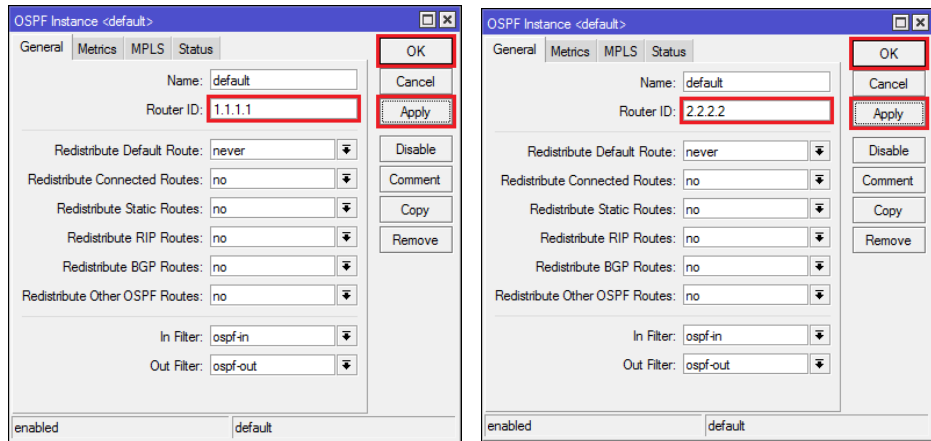 OSPF Instance <default>
General Metrics MPLS Status
OK
Name: default
Cancel
Router ID: 1.1.1.1
Apply
Redistribute Default Route: never
Disable
Redistribute Connected Routes: no
Comment
Redistribute Static Routes: no
Copy
Redistribute RIP Routes: no
Remove
Redistribute BGP Routes: no
Redistribute Other OSPF Routes: no
In Filter: ospf-in
Out Filter: ospf-out
enabled default
OSPF Instance <default>
General Metrics MPLS Status
OK
Name: default
Cancel
Router ID: 2.2.2.2
Apply
Redistribute Default Route: never
Disable
Redistribute Connected Routes: no
Comment
Redistribute Static Routes: no
Copy
Redistribute RIP Routes: no
Remove
Redistribute BGP Routes: no
Redistribute Other OSPF Routes: no
In Filter: ospf-in
Out Filter: ospf-out
enabled default